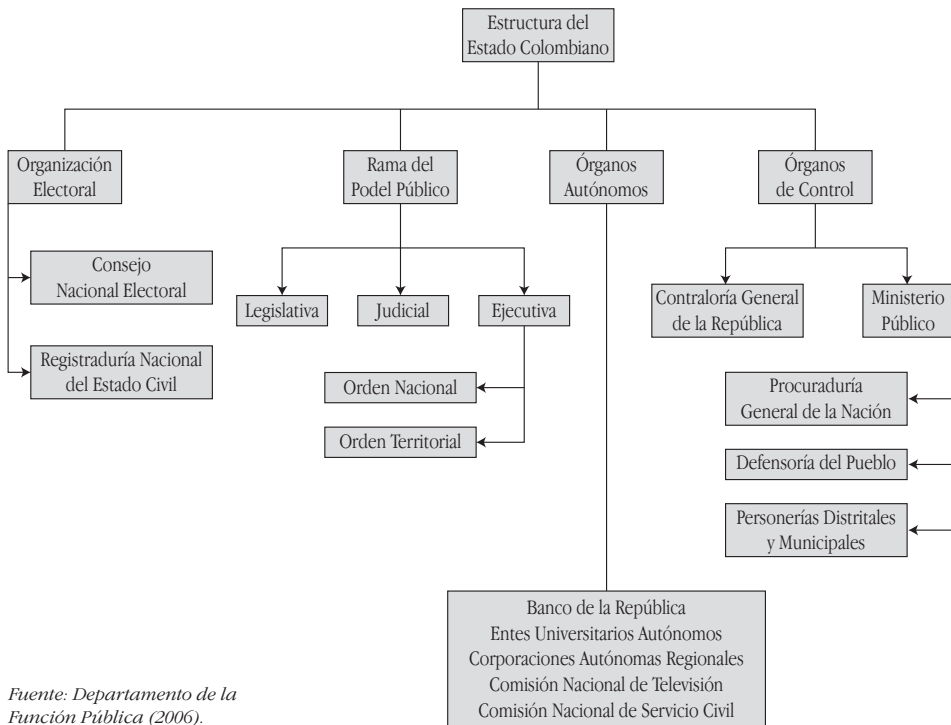 Estructura del
Estado Colombiano
Organización
Electoral
Rama del
Podel Público
Órganos
Autónomos
Órganos
de Control
Consejo
Nacional Electoral
Registraduría Nacional
del Estado Civil
Legislativa
Judicial
Ejecutiva
Orden Nacional
Orden Territorial
Contraloría General
de la República
Ministerio
Público
Procuraduría
General de la Nación
Defensoría del Pueblo
Personerías Distritales
y Municipales
Banco de la República
Entes Universitarios Autónomos
Corporaciones Autónomas Regionales
Comisión Nacional de Televisión
Comisión Nacional de Servicio Civil
Fuente: Departamento de la
Función Pública (2006).